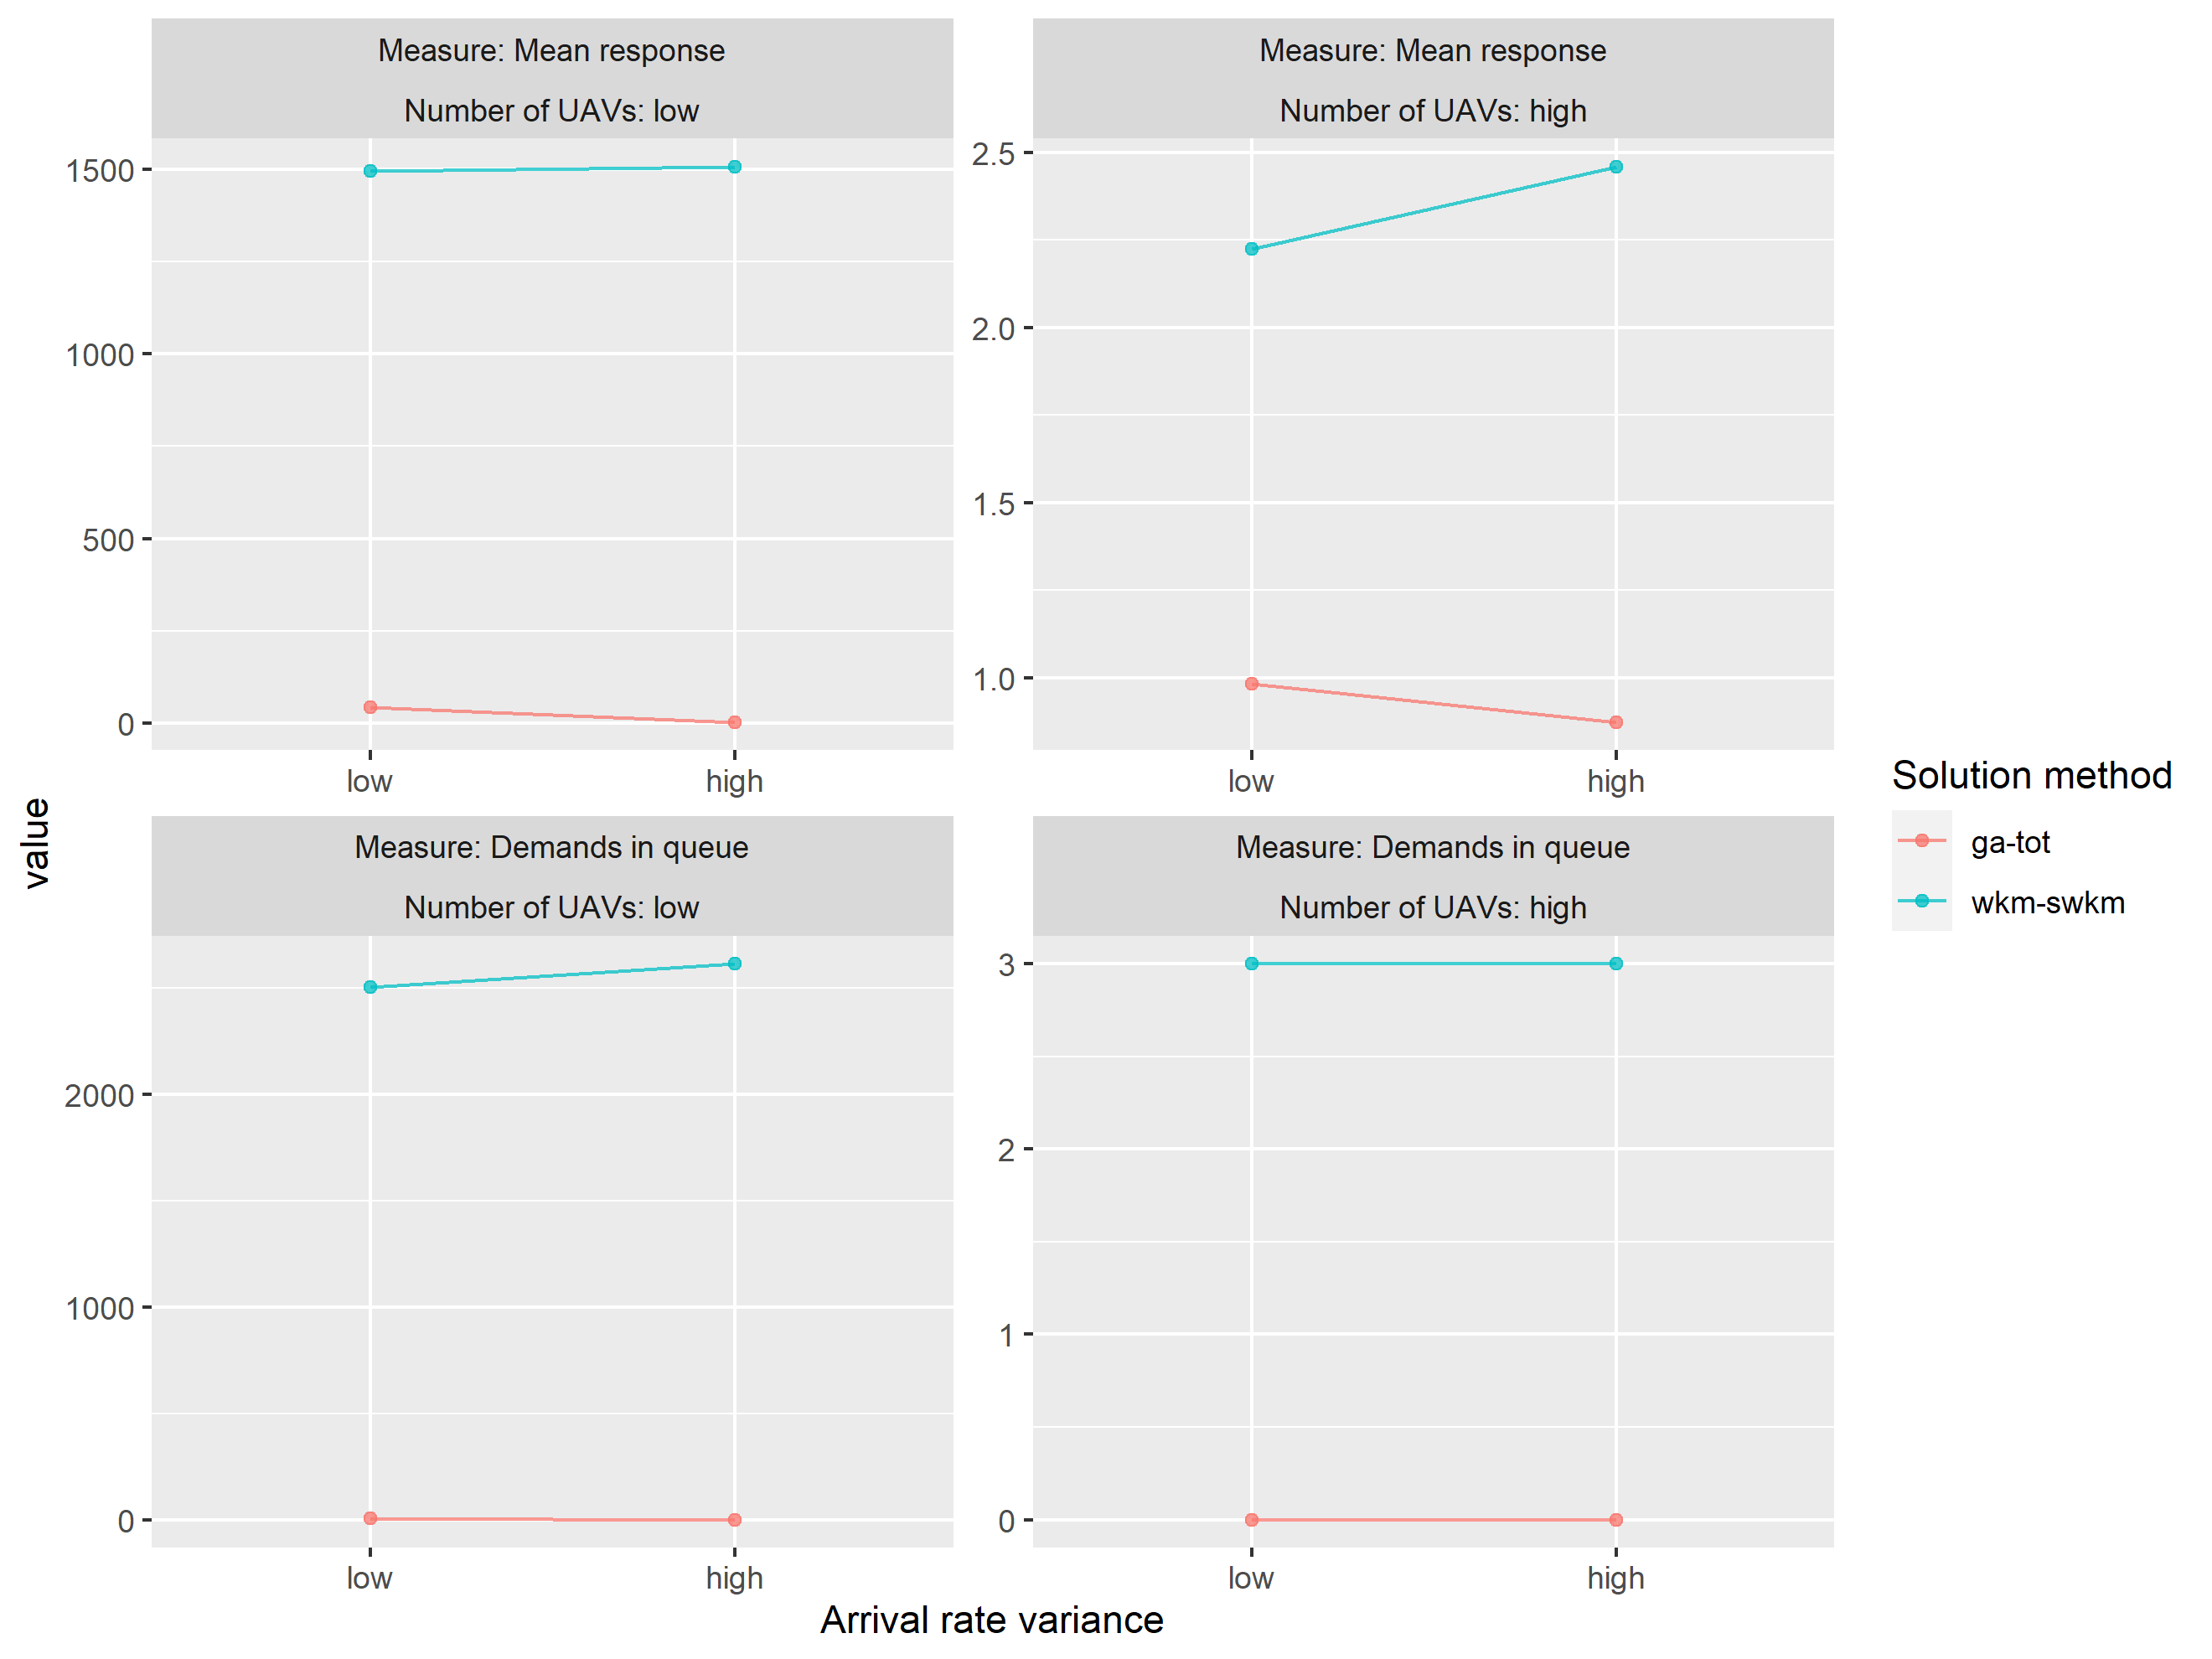 Measure: Mean response
Number of UAVs: low
1500
1000
500
0
low high
Measure: Mean response
Number of UAVs: high
2.5
2.0
1.5
1.0
low high
value
Measure: Demands in queue
Number of UAVs: low
2000
1000
0
low high
Measure: Demands in queue
Number of UAVs: high
3
2
1
0
low high
Arrival rate variance
Solution method
ga-tot
wkm-swkm